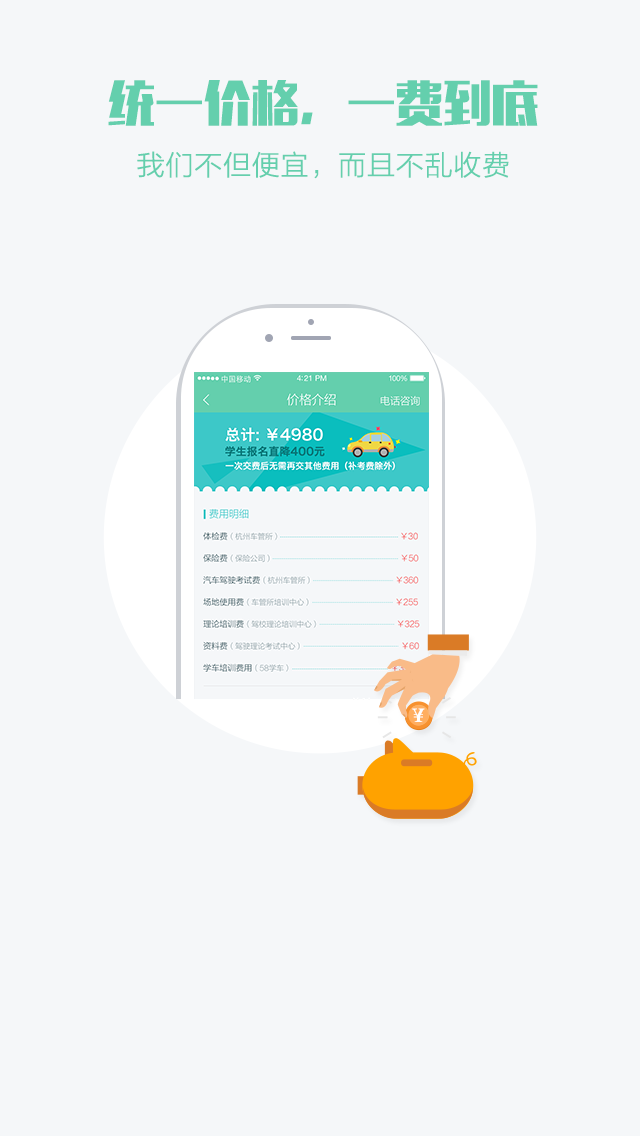 统一价格，一费到底
我们不但便宜，而且不乱收费
中国移动 4:21 PM 100%
价格介绍 电话咨询
总计: ￥4980
学生报名直降400元
一次交费后无需再交其他费用（补考费除外）
费用明细
体检费（杭州车管所） ￥30
保险费（保险公司） ￥50
汽车驾驶考试费（杭州车管所） ￥360
场地使用费（车管所培训中心） ￥255
理论培训费（驾校理论培训中心） ￥325
资料费（驾驶理论考试中心） ￥60
学车培训费用（58学车）
¥